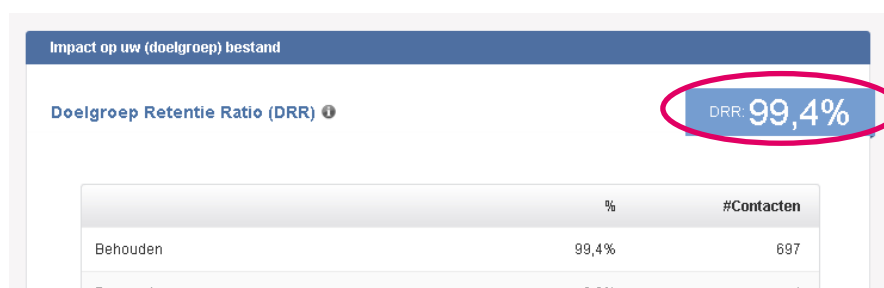 Impact op uw (doelgroep) bestand
Doelgroep Retentie Ratio (DRR)
DRR: 99,4%
% #Contacten
Behouden 99,4% 697